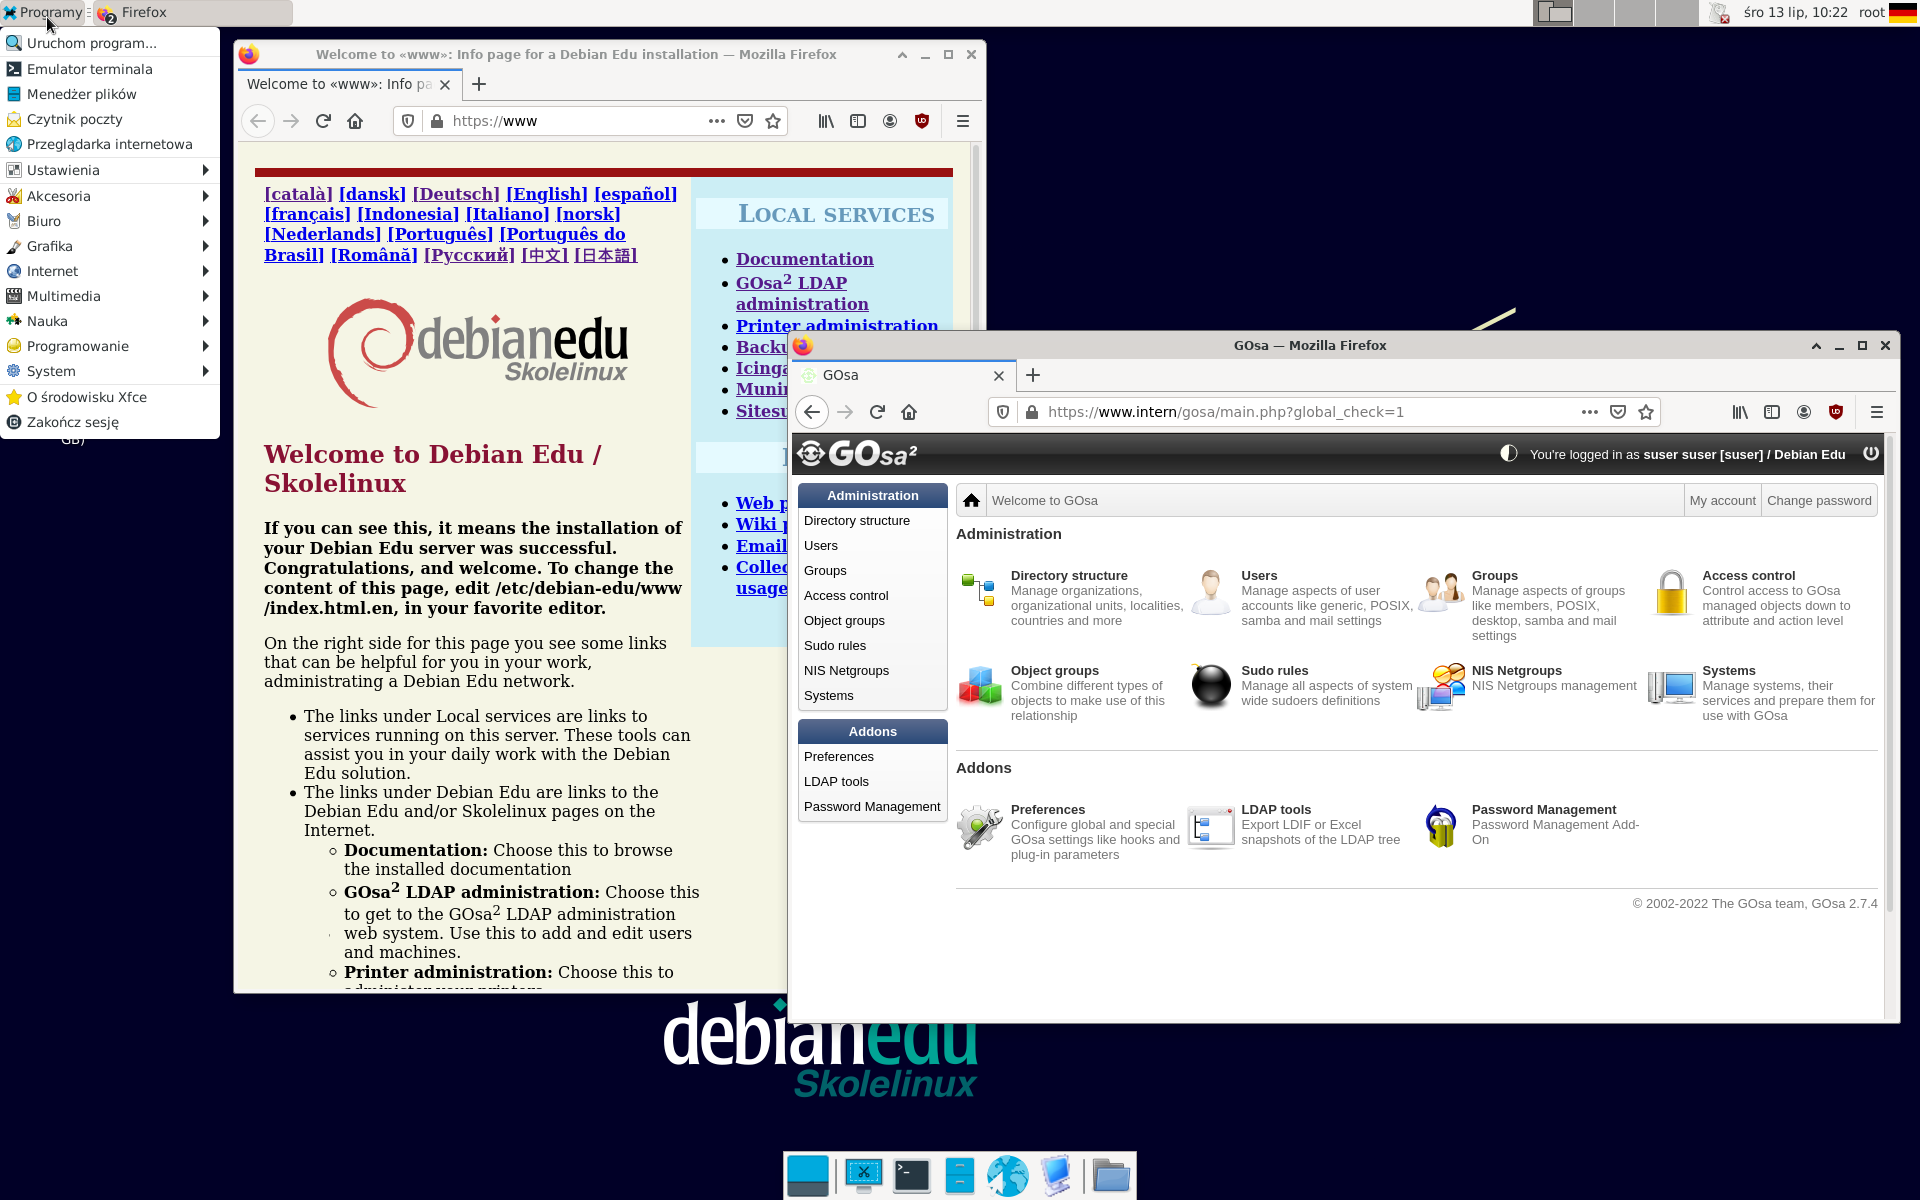 Programy
2
Firefox
śro 13 lip, 10:22
root
Uruchom program...
Emulator terminala
Menedżer plików
Czytnik poczty
Przeglądarka internetowa
Ustawienia
Akcesoria
Biuro
Grafika
Internet
Multimedia
Nauka
Programowanie
System
O środowisku Xfce
Zakończ sesję
GB)
Welcome to «www»: Info page for a Debian Edu installation — Mozilla Firefox
Welcome to «www»: Info pa
https://www
[català] [dansk] [Deutsch] [English] [español]
[français] [Indonesia] [Italiano] [norsk]
[Nederlands] [Português] [Português do
Brasil] [Română] [Русский] [中文] [日本語]
debianedu
Skolelinux
Welcome to Debian Edu /
Skolelinux
If you can see this, it means the installation of
your Debian Edu server was successful.
Congratulations, and welcome. To change the
content of this page, edit /etc/debian-edu/www
/index.html.en, in your favorite editor.
On the right side for this page you see some links
that can be helpful for you in your work,
administrating a Debian Edu network.
• The links under Local services are links to
services running on this server. These tools can
assist you in your daily work with the Debian
Edu solution.
• The links under Debian Edu are links to the
Debian Edu and/or Skolelinux pages on the
Internet.
◦ Documentation: Choose this to browse
the installed documentation
◦ GOsa² LDAP administration: Choose this
to get to the GOsa² LDAP administration
web system. Use this to add and edit users
and machines.
◦ Printer administration: Choose this to
Local services
• Documentation
• GOsa² LDAP
administration
• Printer administration
• Backu
• Icinga
• Munin
• Sitesu
• Web p
• Wiki p
• Email
• Collec
usage
GOsa — Mozilla Firefox
GOsa
https://www.intern/gosa/main.php?global_check=1
GOsa²
You're logged in as suser suser [suser] / Debian Edu
Administration
Directory structure
Users
Groups
Access control
Object groups
Sudo rules
NIS Netgroups
Systems
Addons
Preferences
LDAP tools
Password Management
Welcome to GOsa
My account
Change password
Administration
Directory structure
Manage organizations,
organizational units, localities,
countries and more
Users
Manage aspects of user
accounts like generic, POSIX,
samba and mail settings
Groups
Manage aspects of groups
like members, POSIX,
desktop, samba and mail
settings
Access control
Control access to GOsa
managed objects down to
attribute and action level
Object groups
Combine different types of
objects to make use of this
relationship
Sudo rules
Manage all aspects of system
wide sudoers definitions
NIS Netgroups
NIS Netgroups management
Systems
Manage systems, their
services and prepare them for
use with GOsa
Addons
Preferences
Configure global and special
GOsa settings like hooks and
plug-in parameters
LDAP tools
Export LDIF or Excel
snapshots of the LDAP tree
Password Management
Password Management Add-
On
© 2002-2022 The GOsa team, GOsa 2.7.4
debianedu
Skolelinux